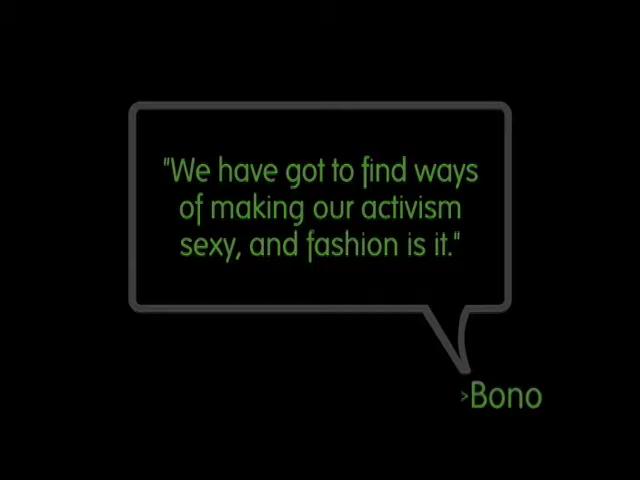 "We have got to find ways
of making our activism
sexy, and fashion is it."
>Bono